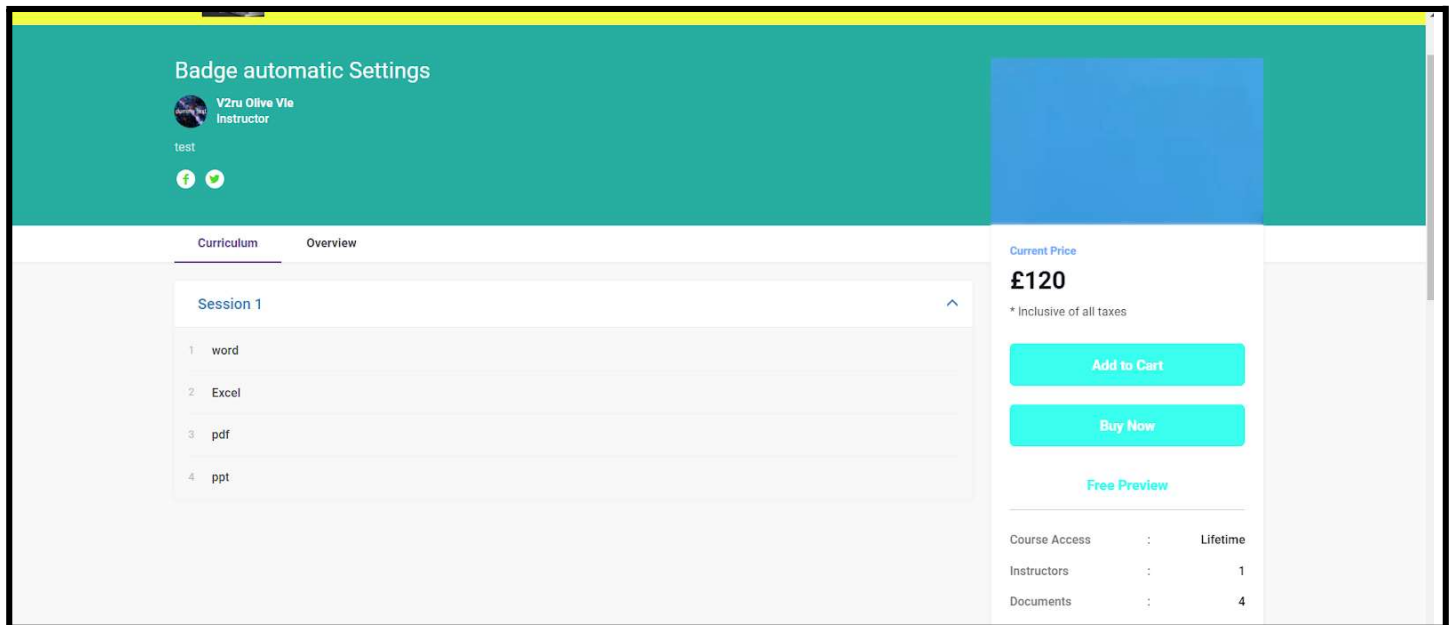 Badge automatic Settings
V2ru Olive Vle
Instructor
test
Curriculum
Overview
Session 1
1 word
2 Excel
3 pdf
4 ppt
Current Price
£120
* Inclusive of all taxes
Add to Cart
Buy Now
Free Preview
Course Access : Lifetime
Instructors : 1
Documents : 4